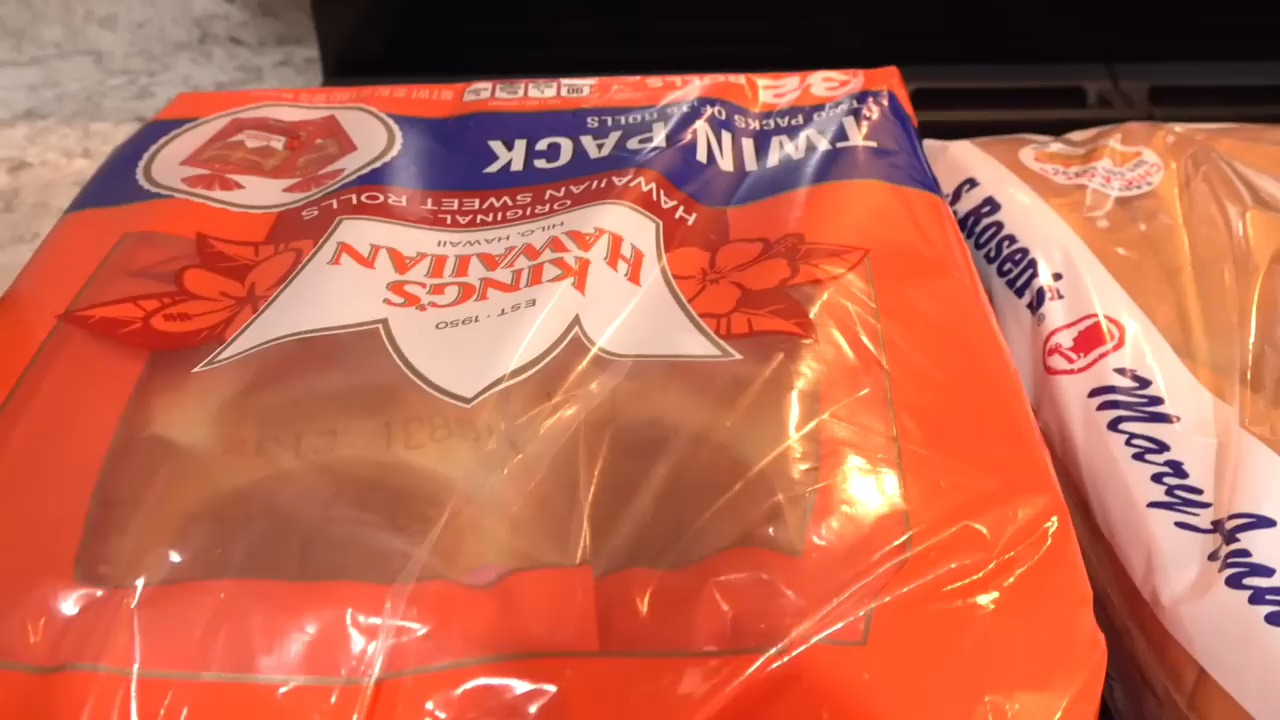 EST · 1950
KING'S
HAWAIIAN
HILO, HAWAII
ORIGINAL
HAWAIIAN SWEET ROLLS
TWIN PACK
TWO PACKS OF 16 ROLLS
32 ROLLS
S. Rosen's
Mary Ann